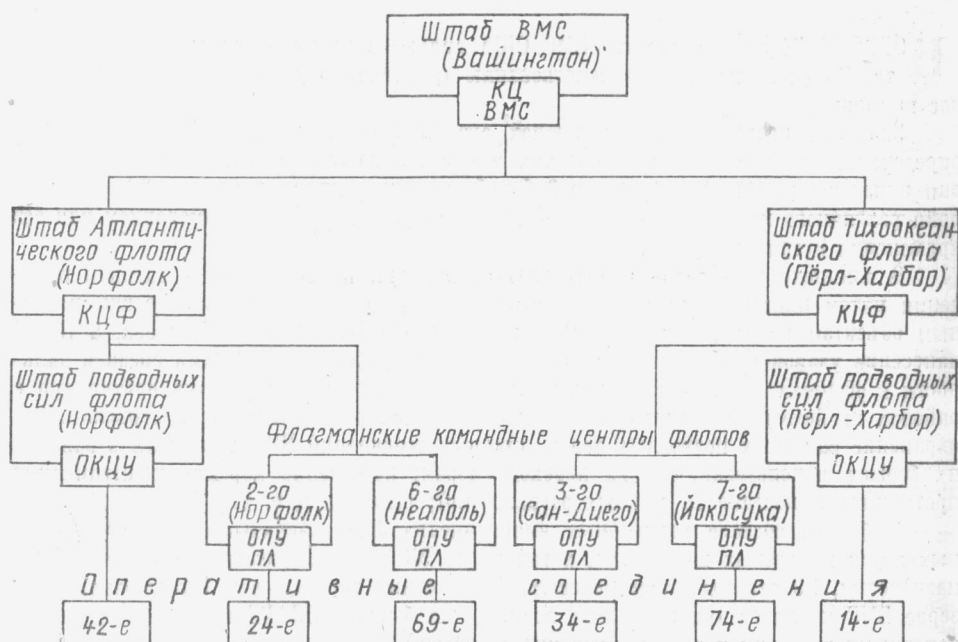 Штаб ВМС
(Вашингтон)
КЦ
ВМС
Штаб Атланти-
ческого флота
(Норфолк)
КЦФ
Штаб Тихоокеан-
ского флота
(Пёрл-Харбор)
КЦФ
Штаб подводных
сил флота
(Норфолк)
ОКЦУ
Штаб подводных
сил флота
(Пёрл-Харбор)
ОКЦУ
Флагманские командные центры флотов
2-го
(Норфолк)
ОПУ
ПЛ
6-го
(Неаполь)
ОПУ
ПЛ
3-го
(Сан-Диего)
ОПУ
ПЛ
7-го
(Йокосука)
ОПУ
ПЛ
Оперативные соединения
42-е
24-е
69-е
34-е
74-е
14-е